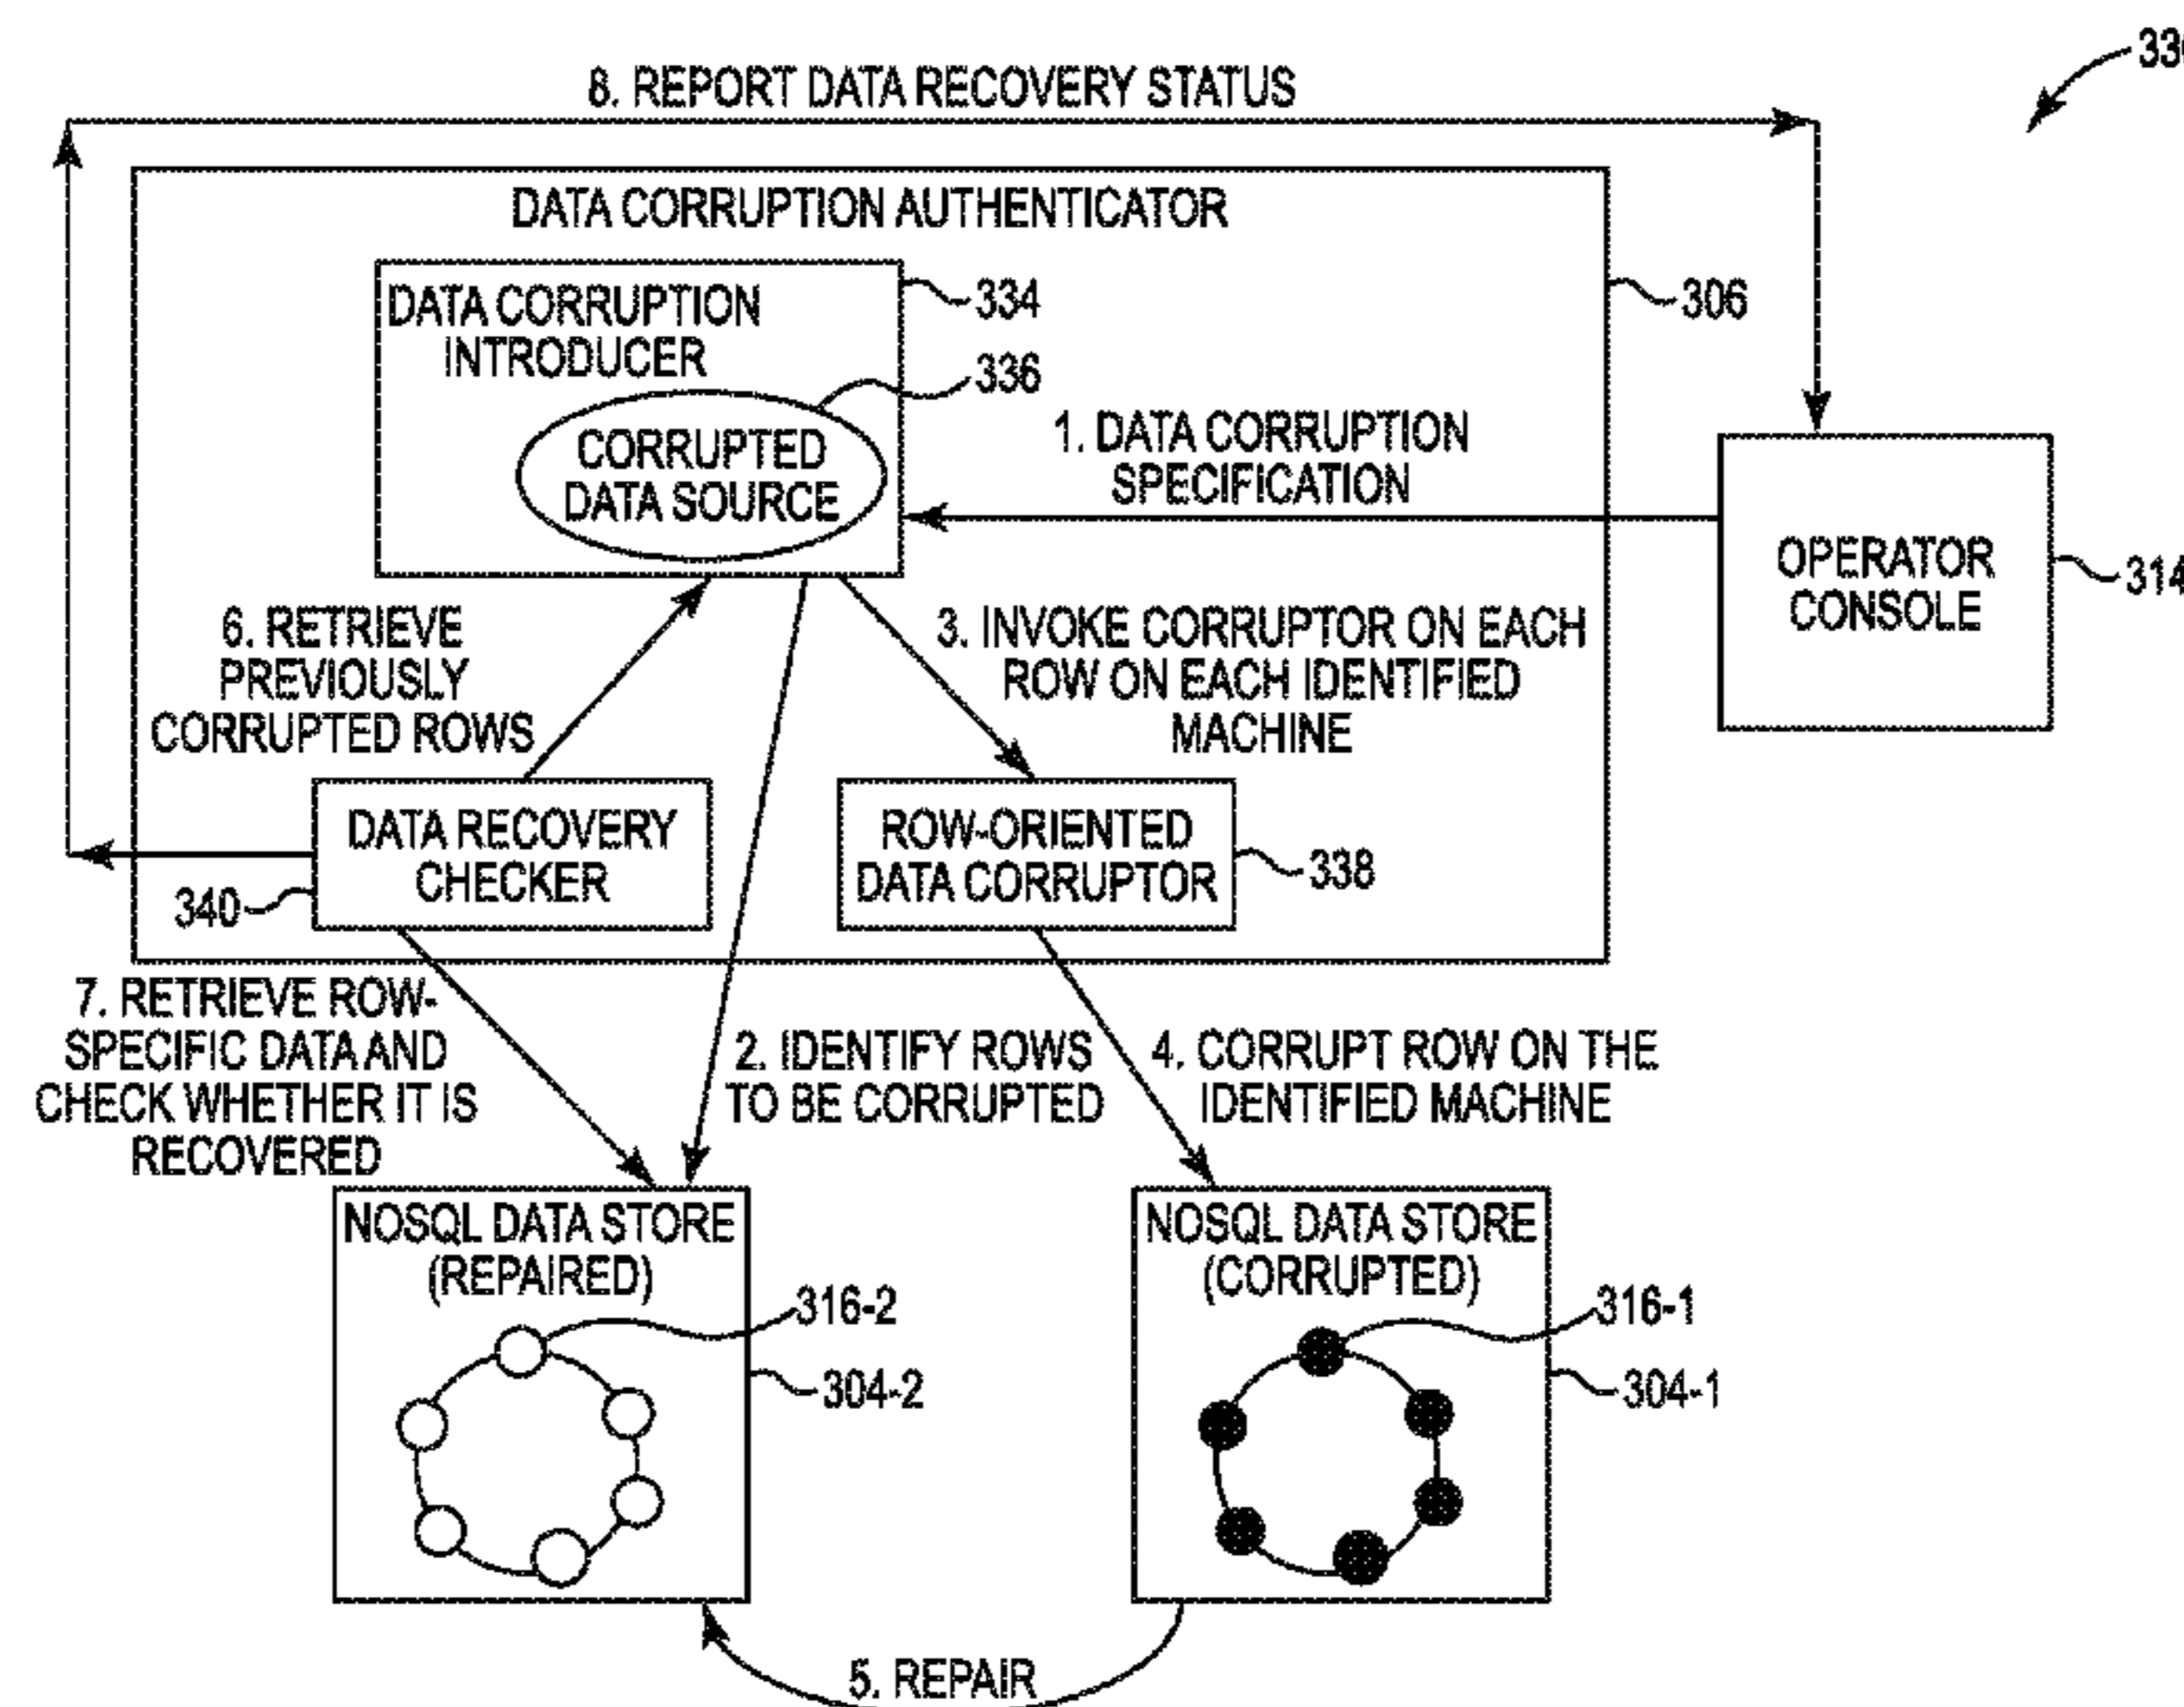 8. REPORT DATA RECOVERY STATUS
DATA CORRUPTION AUTHENTICATOR
DATA CORRUPTION
INTRODUCER
334
306
336
CORRUPTED
DATA SOURCE
1. DATA CORRUPTION
SPECIFICATION
OPERATOR
CONSOLE
314
6. RETRIEVE
PREVIOUSLY
CORRUPTED ROWS
3. INVOKE CORRUPTOR ON EACH
ROW ON EACH IDENTIFIED
MACHINE
DATA RECOVERY
CHECKER
340
ROW-ORIENTED
DATA CORRUPTOR
338
7. RETRIEVE ROW-
SPECIFIC DATA AND
CHECK WHETHER IT IS
RECOVERED
2. IDENTIFY ROWS
TO BE CORRUPTED
4. CORRUPT ROW ON THE
IDENTIFIED MACHINE
NOSQL DATA STORE
(REPAIRED)
316-2
304-2
NOSQL DATA STORE
(CORRUPTED)
316-1
304-1
5. REPAIR